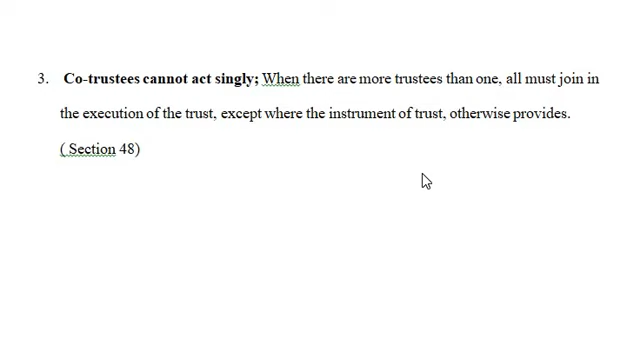 3. Co-trustees cannot act singly; When there are more trustees than one, all must join in
the execution of the trust, except where the instrument of trust, otherwise provides.
( Section 48)